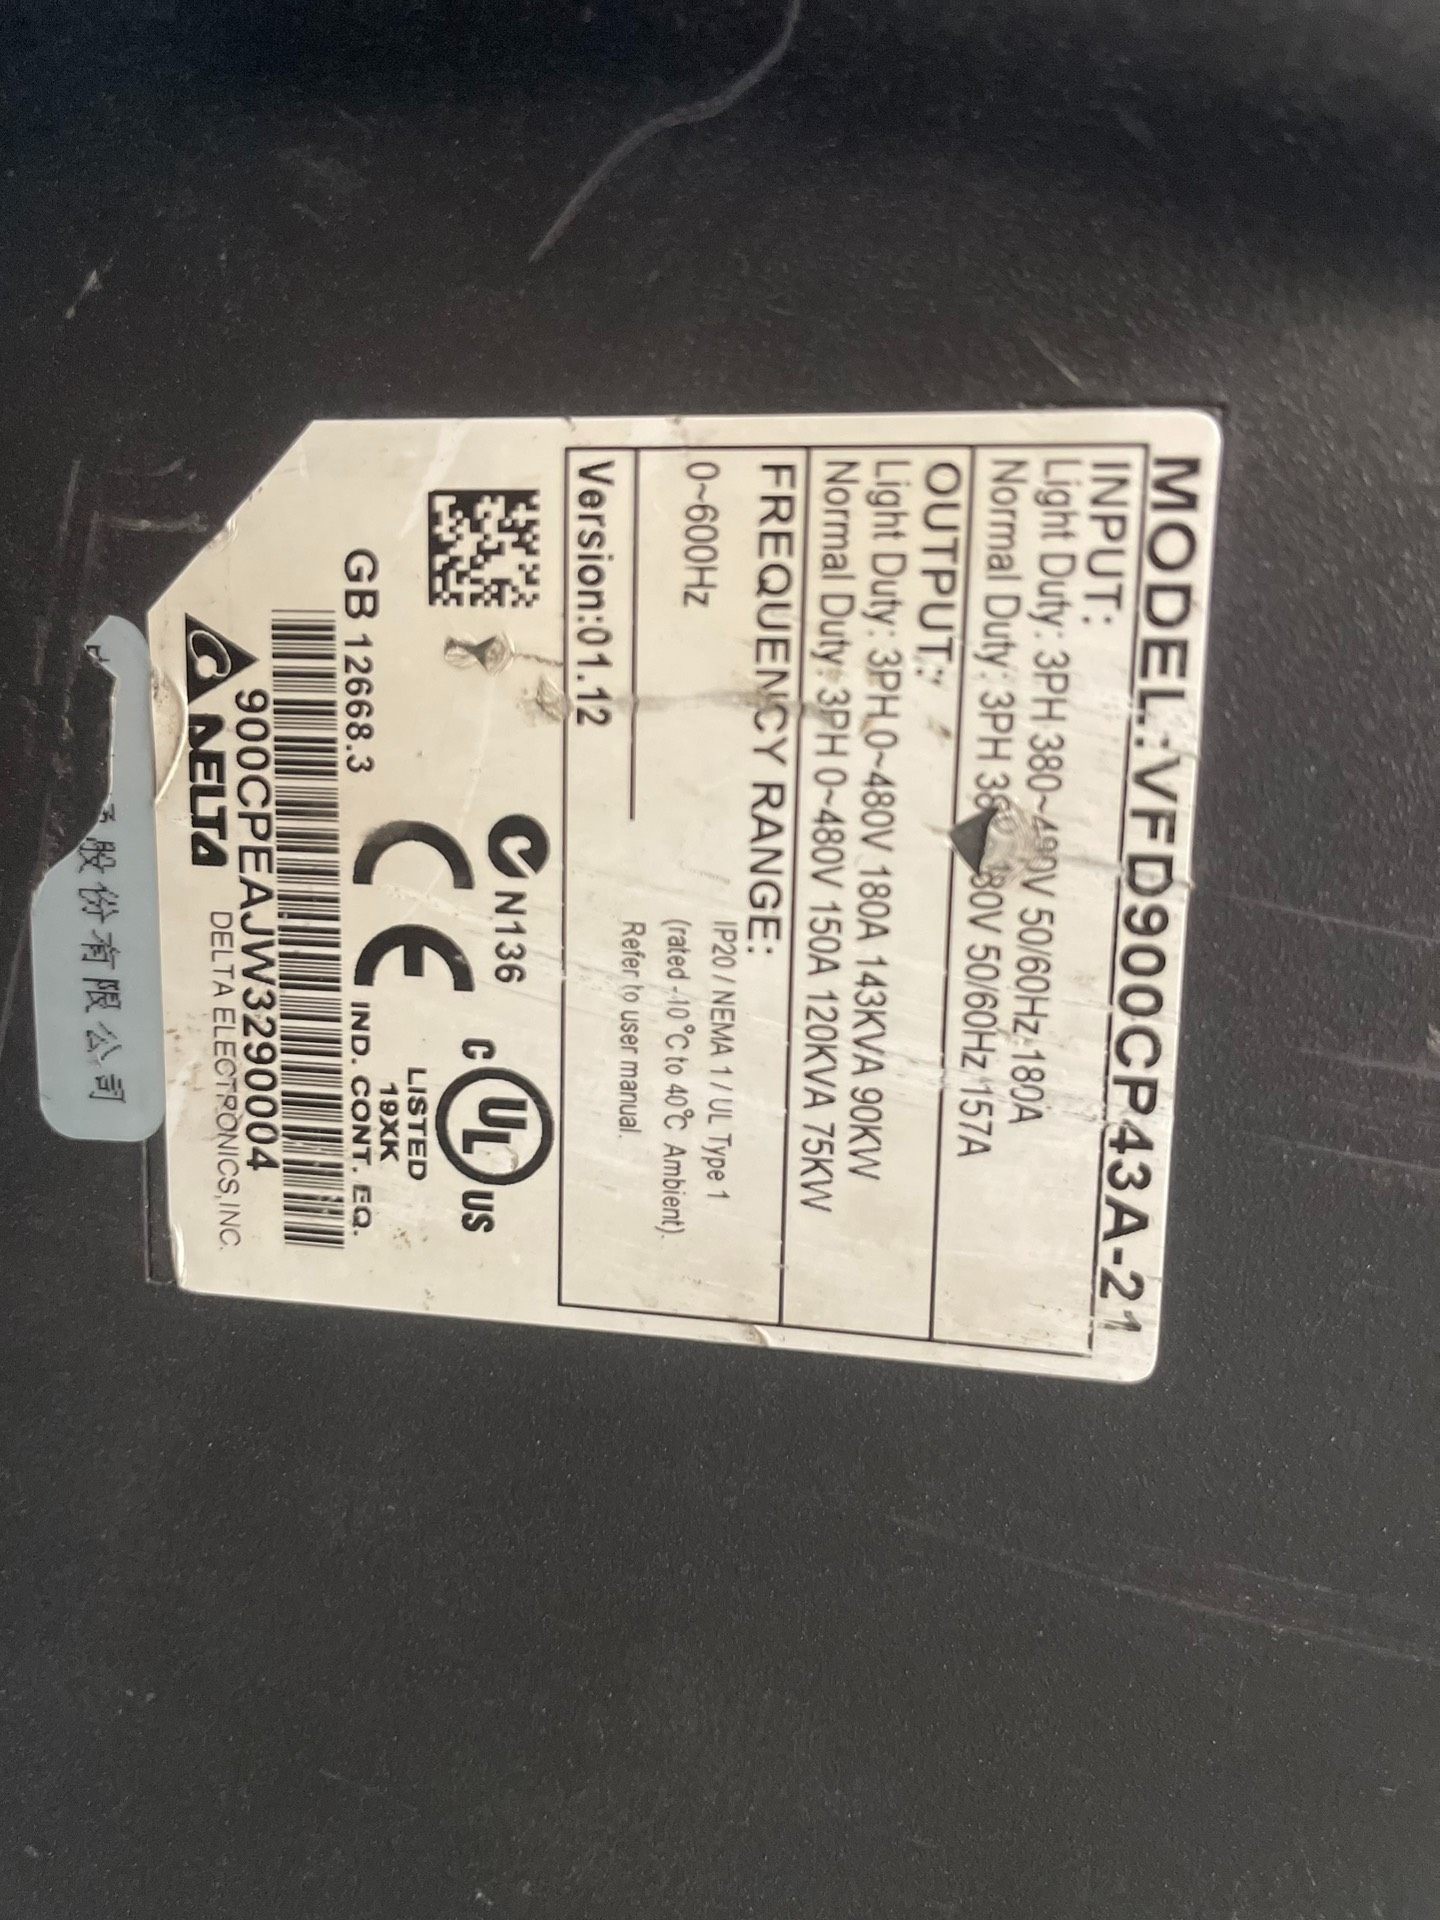 MODEL:VFD900CP43A-21
INPUT:
Light Duty: 3PH 380~480V 50/60Hz 180A
Normal Duty: 3PH 380V 50/60Hz 157A
OUTPUT:
Light Duty: 3PH 0~480V 180A 143KVA 90KW
Normal Duty: 3PH 0~480V 150A 120KVA 75KW
FREQUENCY RANGE:
0~600Hz
IP20 / NEMA 1 / UL Type 1
(rated -10°C to 40°C Ambient).
Refer to user manual.
Version:01.12
N136
C UL US
LISTED
19XK
IND. CONT. EQ.
GB 12668.3
CE
900CPEAJW3290004
DELTA
DELTA ELECTRONICS, INC.
股份有限公司